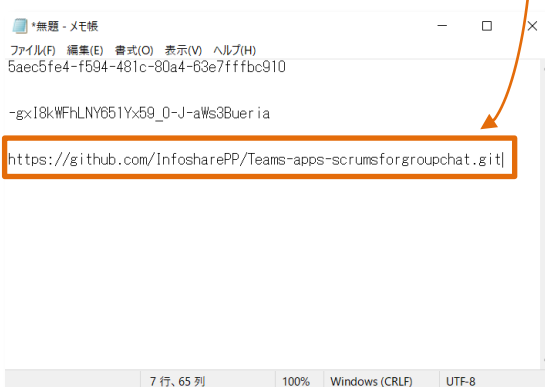 *無題 - メモ帳
ファイル(F) 編集(E) 書式(O) 表示(V) ヘルプ(H)
5aec5fe4-f594-481c-80a4-63e7fffbc910
-gxI8kWFhLNY651Yx59_O-J-aWs3Bueria
https://github.com/InfosharePP/Teams-apps-scrumsforgroupchat.git
7 行、65 列 100% Windows (CRLF) UTF-8